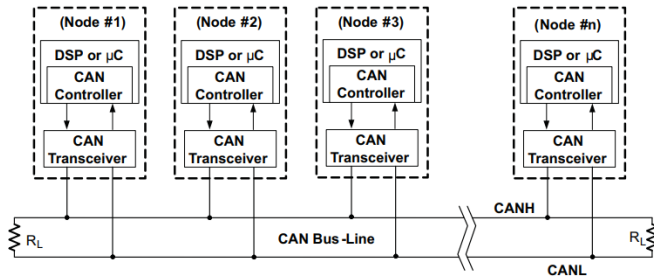 (Node #1)
(Node #2)
(Node #3)
(Node #n)
DSP or µC
CAN
Controller
CAN
Transceiver
DSP or µC
CAN
Controller
CAN
Transceiver
DSP or µC
CAN
Controller
CAN
Transceiver
DSP or µC
CAN
Controller
CAN
Transceiver
CANH
RL
CAN Bus-Line
RL
CANL